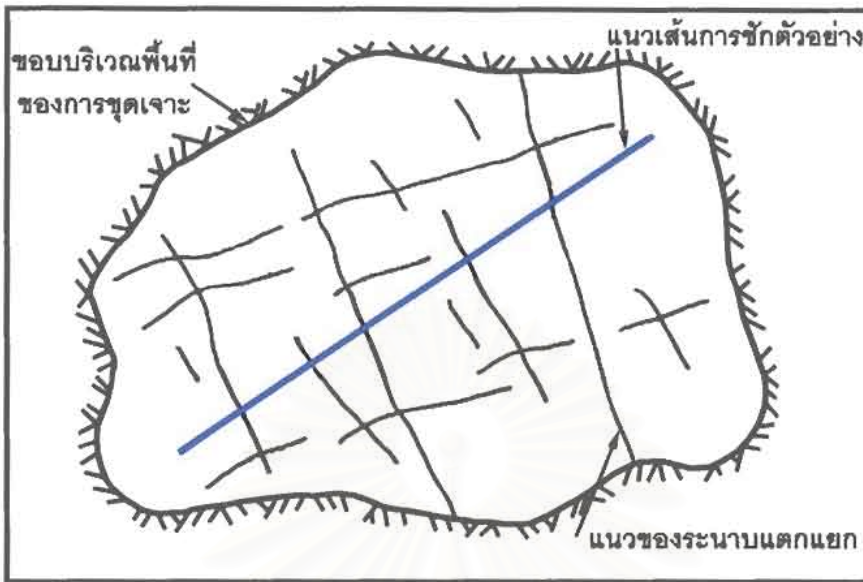 ขอบบริเวณพื้นที่
ของการขุดเจาะ
แนวเส้นการชักตัวอย่าง
แนวของระนาบแตกแยก